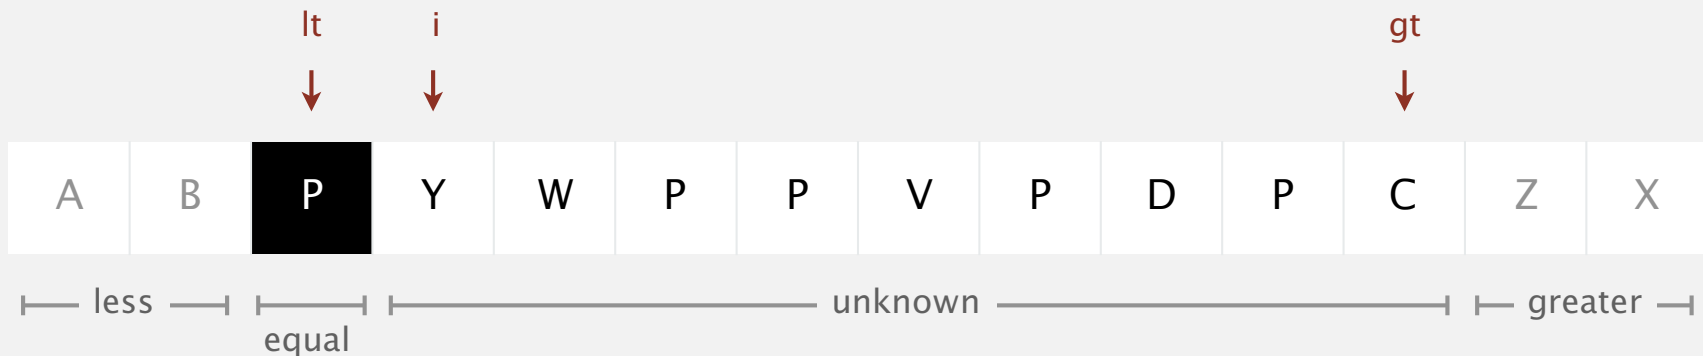 lt i gt
A B P Y W P P V P D P C Z X
less unknown greater
equal